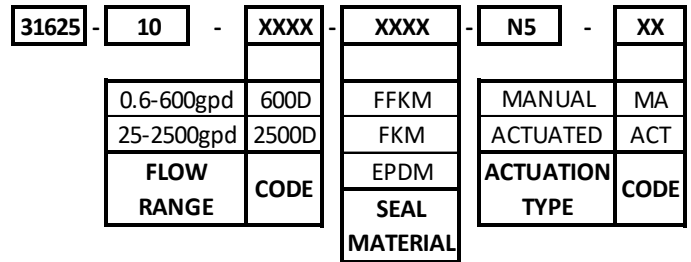 31625 - 10 - XXXX - XXXX - N5 - XX
0.6-600gpd 600D FFKM MANUAL MA
25-2500gpd 2500D FKM ACTUATED ACT
FLOW RANGE CODE EPDM ACTUATION TYPE CODE
SEAL MATERIAL